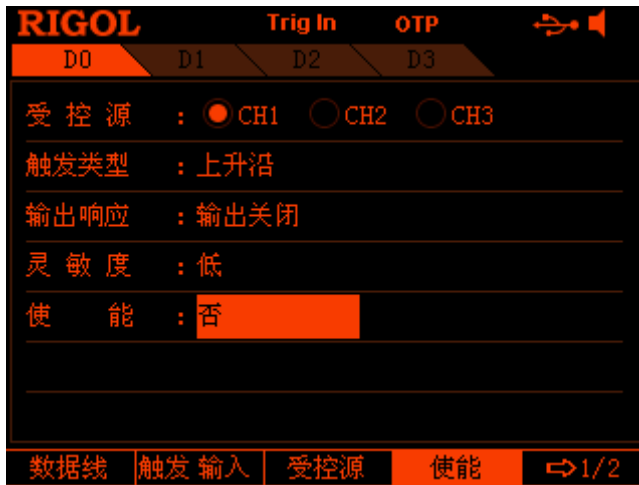 RIGOL Trig In OTP
D0 D1 D2 D3
受控源 : CH1 CH2 CH3
触发类型 : 上升沿
输出响应 : 输出关闭
灵敏度 : 低
使能 : 否
数据线 触发 输入 受控源 使能 ⇨1/2